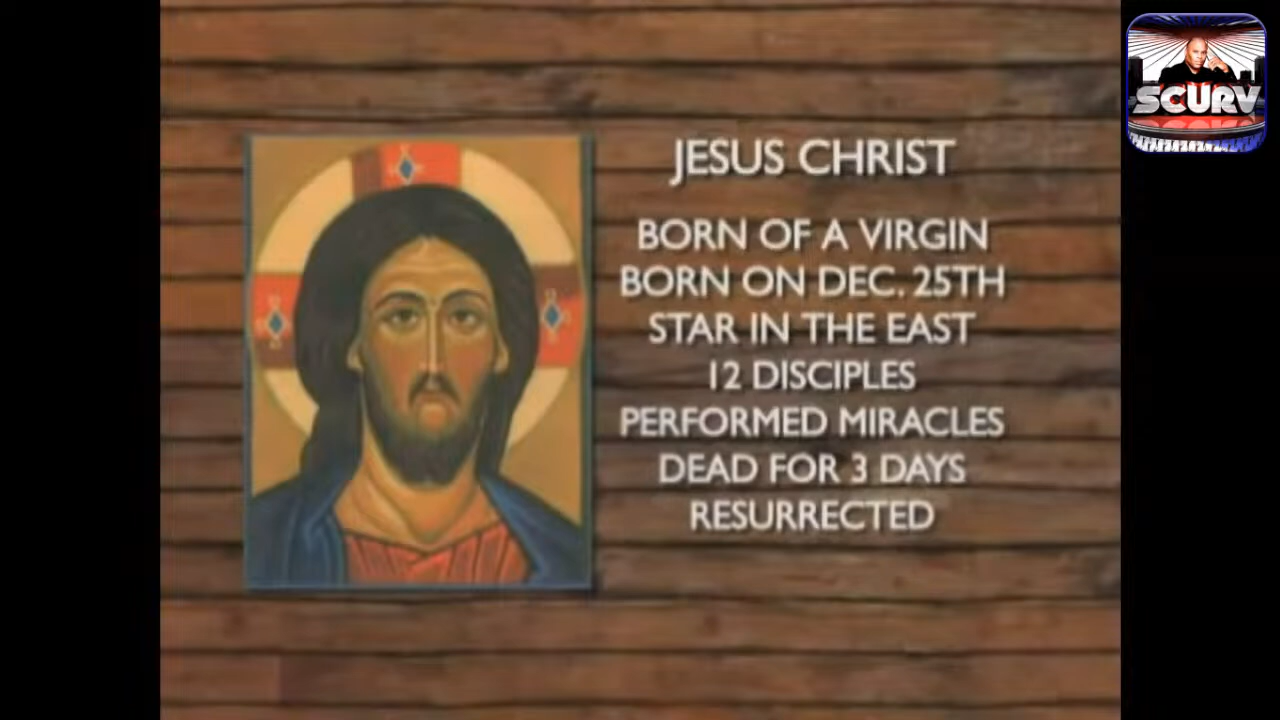 SCURV
JESUS CHRIST
BORN OF A VIRGIN
BORN ON DEC. 25TH
STAR IN THE EAST
12 DISCIPLES
PERFORMED MIRACLES
DEAD FOR 3 DAYS
RESURRECTED